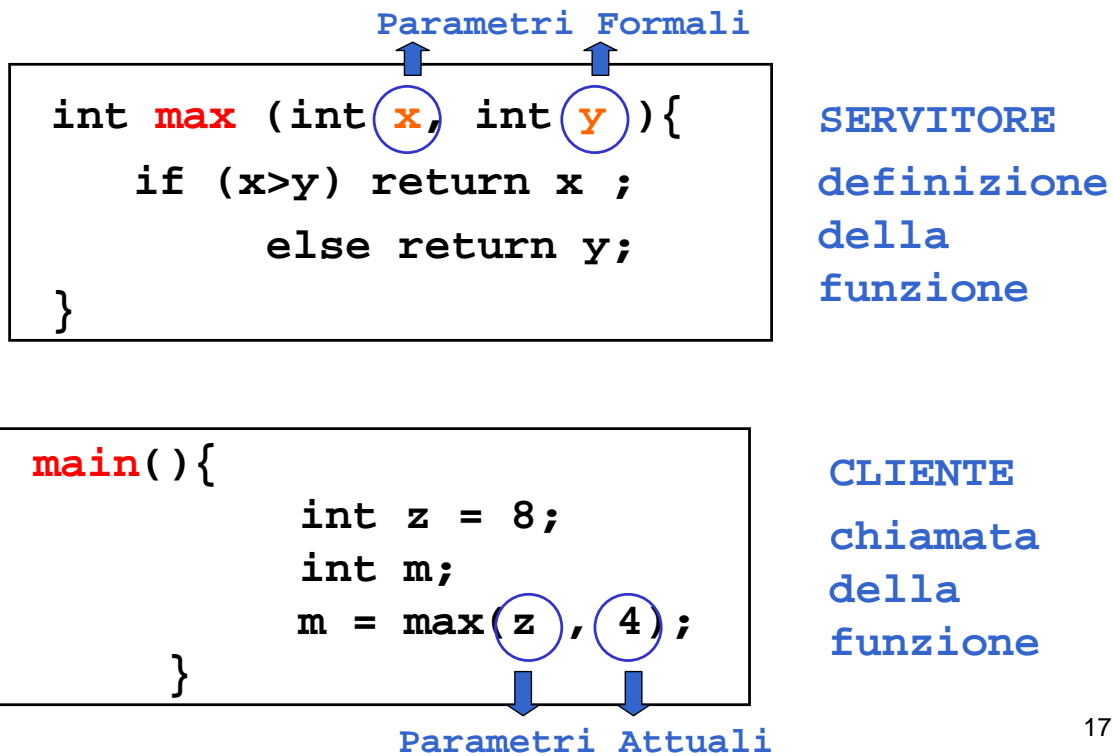 Parametri Formali
int max (int x, int y ){
if (x>y) return x ;
else return y;
}
SERVITORE
definizione
della
funzione
main(){
int z = 8;
int m;
m = max(z , 4);
}
CLIENTE
chiamata
della
funzione
Parametri Attuali
17